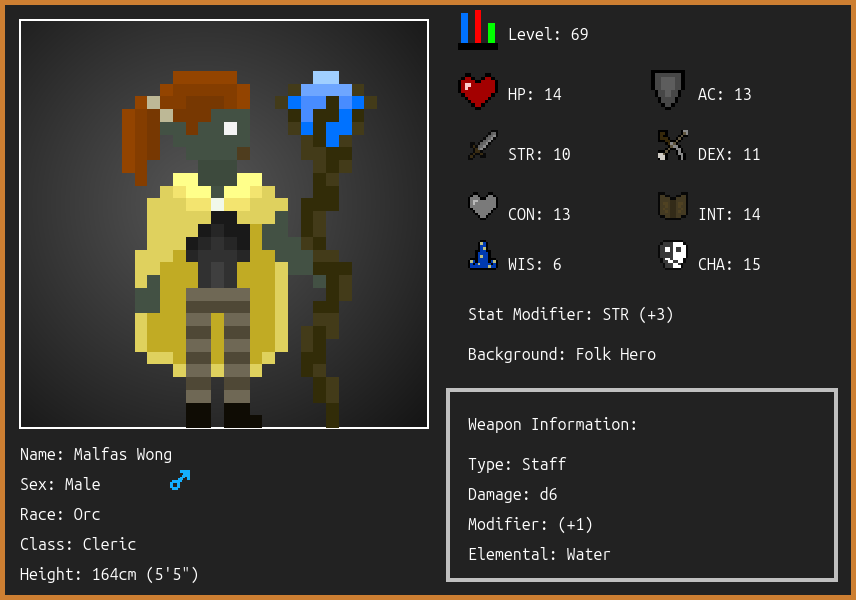 Level: 69
HP: 14
AC: 13
STR: 10
DEX: 11
CON: 13
INT: 14
WIS: 6
CHA: 15
Stat Modifier: STR (+3)
Background: Folk Hero
Weapon Information:
Type: Staff
Damage: d6
Modifier: (+1)
Elemental: Water
Name: Malfas Wong
Sex: Male
Race: Orc
Class: Cleric
Height: 164cm (5'5")